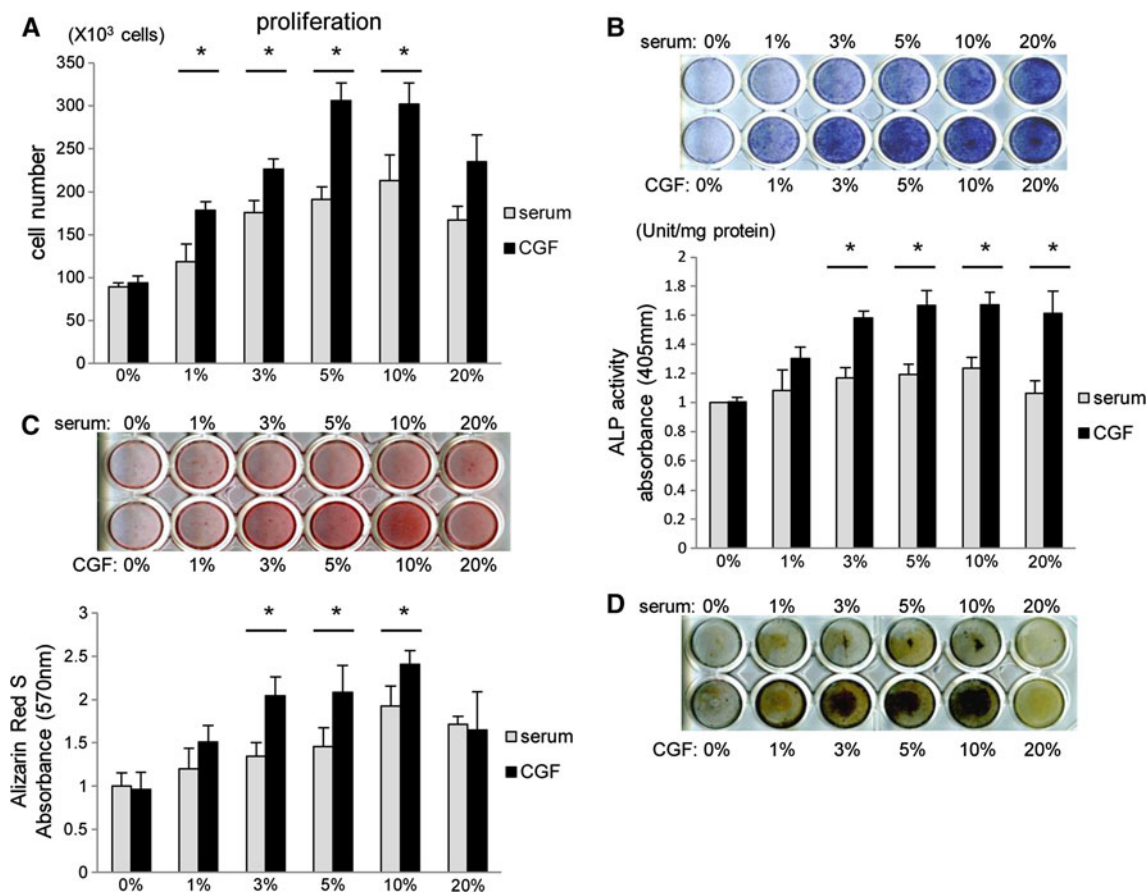 A
(X10³ cells)
proliferation
* * * *
350
300
250
200
150
100
50
0
cell number
0% 1% 3% 5% 10% 20%
serum
CGF
B
serum: 0% 1% 3% 5% 10% 20%
CGF: 0% 1% 3% 5% 10% 20%
(Unit/mg protein)
* * * *
2
1.8
1.6
1.4
1.2
1
0.8
0.6
0.4
0.2
0
ALP activity
absorbance (405mm)
0% 1% 3% 5% 10% 20%
serum
CGF
C
serum: 0% 1% 3% 5% 10% 20%
CGF: 0% 1% 3% 5% 10% 20%
* * *
3
2.5
2
1.5
1
0.5
0
Alizarin Red S
Absorbance (570nm)
0% 1% 3% 5% 10% 20%
serum
CGF
D
serum: 0% 1% 3% 5% 10% 20%
CGF: 0% 1% 3% 5% 10% 20%